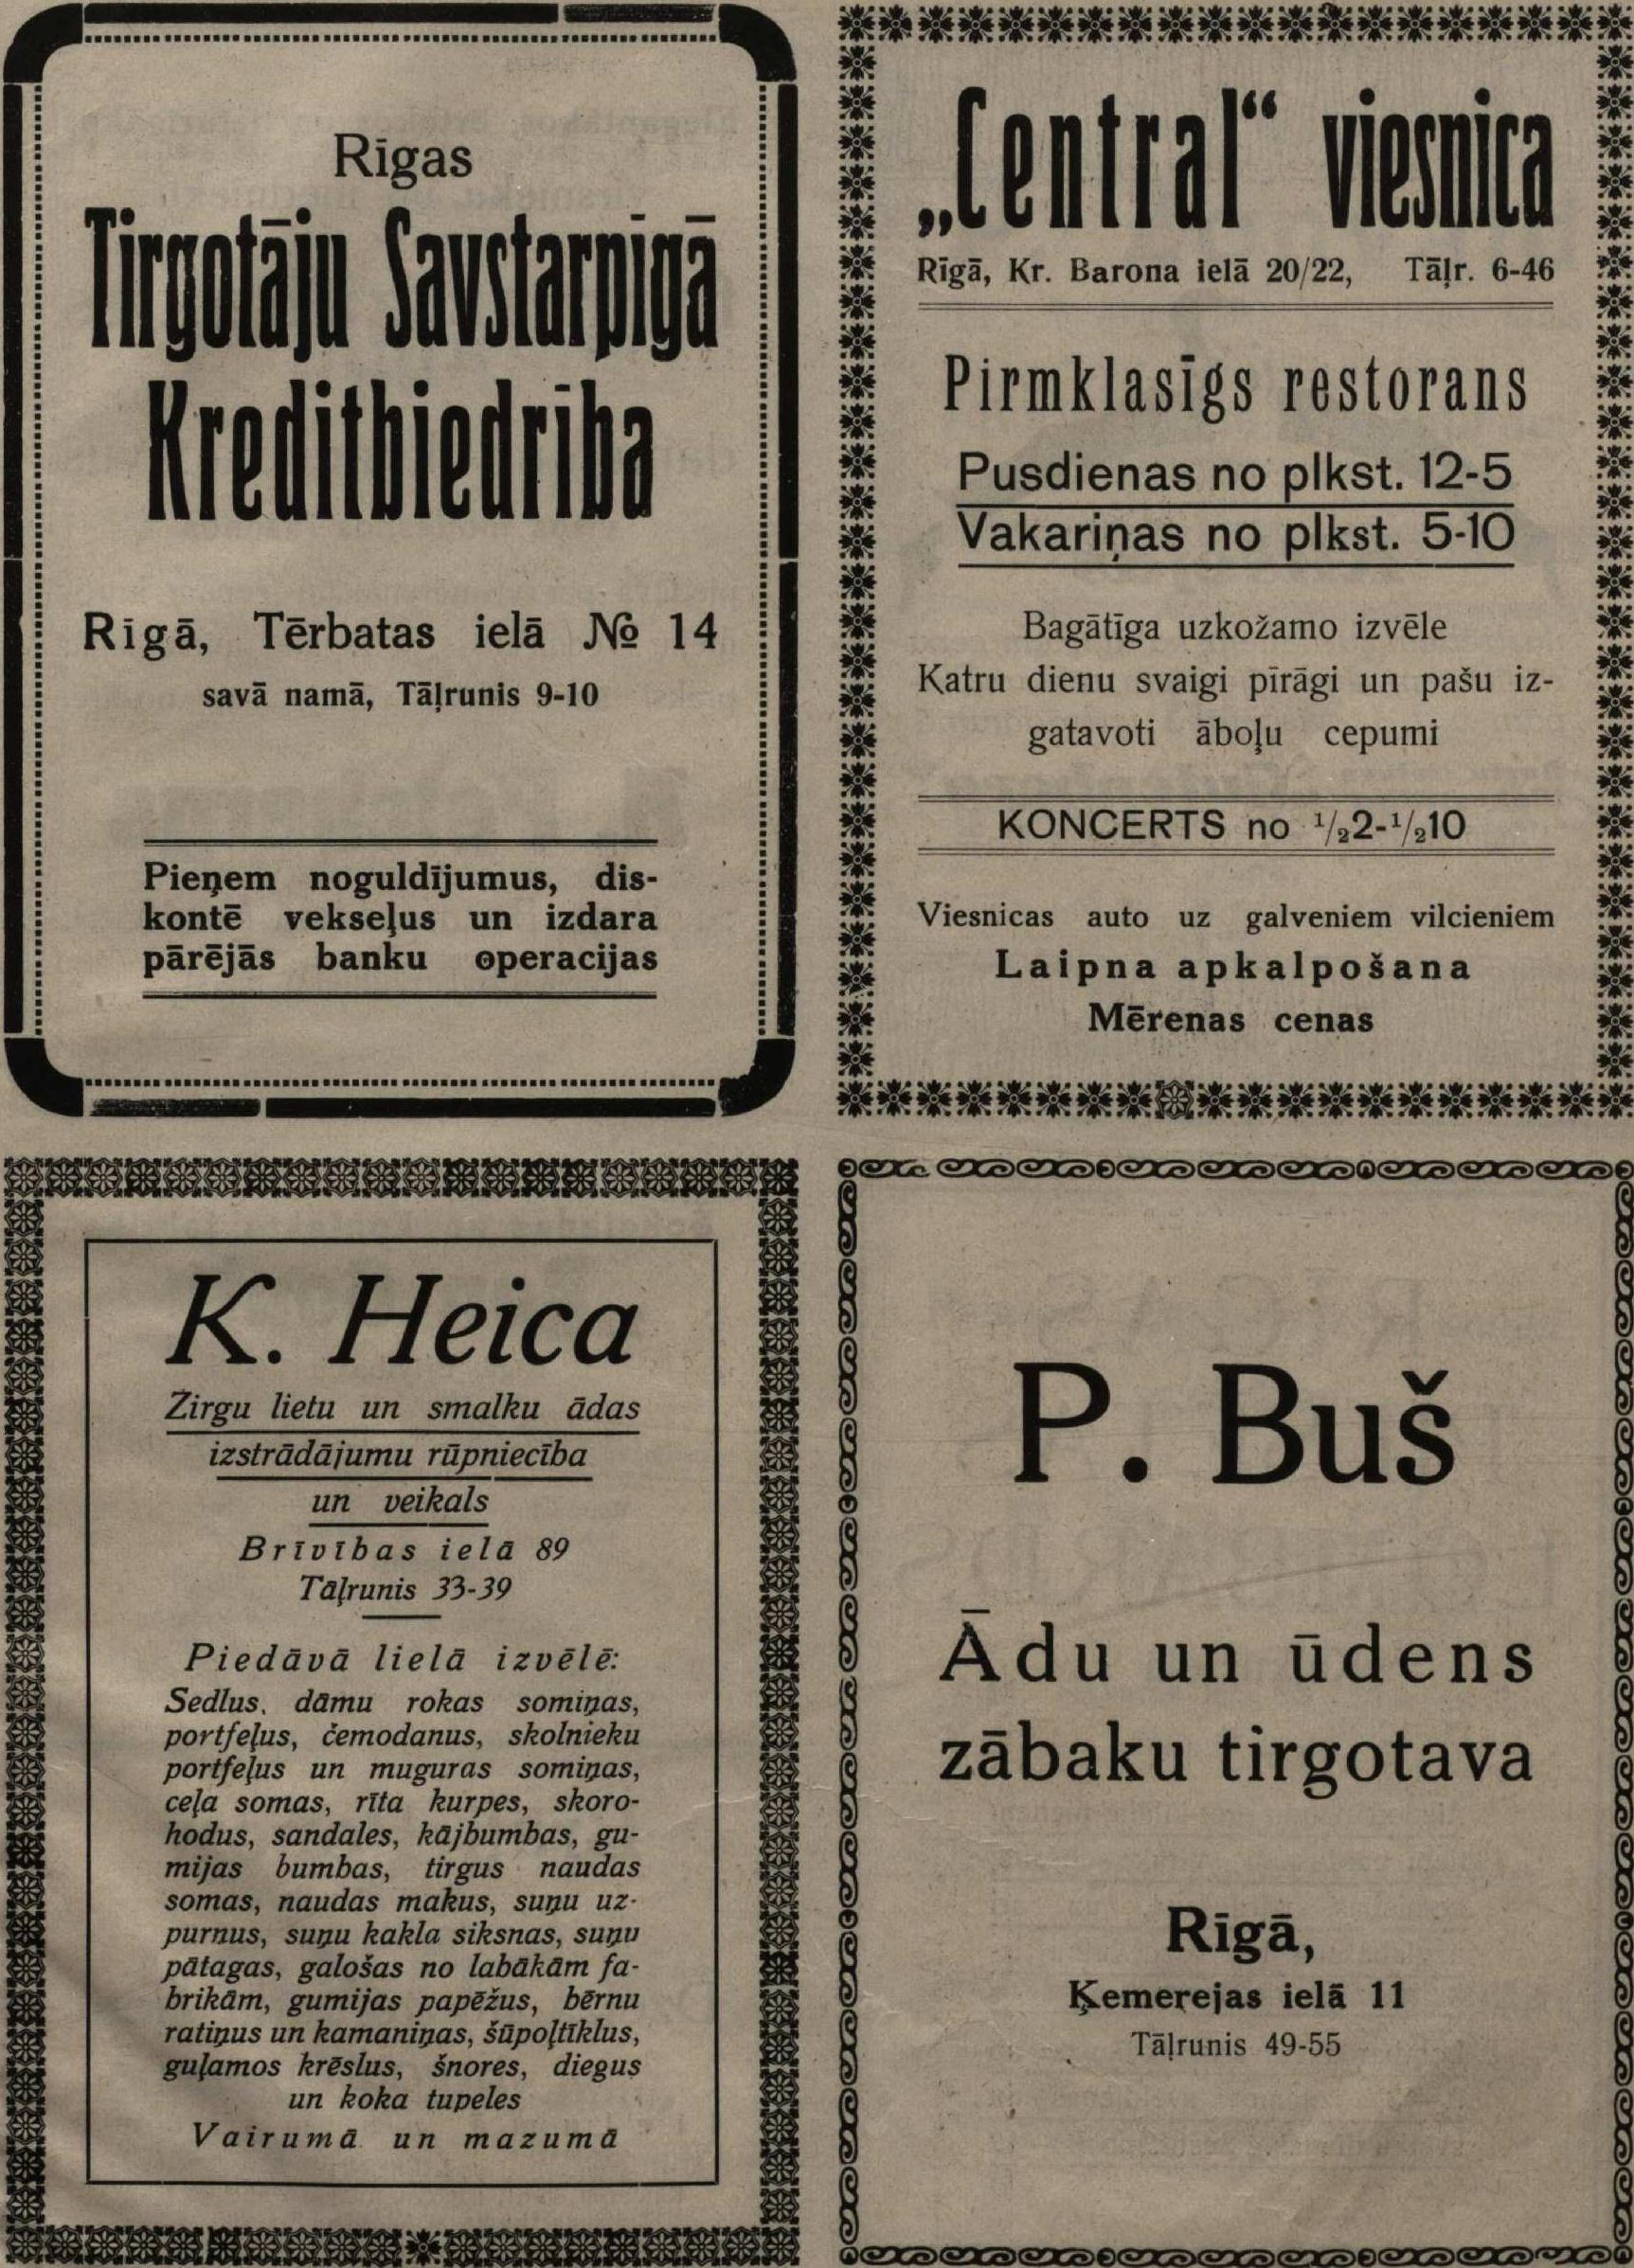 Rīgas
Tirgotāju Savstarpīgā
Kreditbiedrība
Rīgā, Tērbatas ielā № 14
savā namā, Tāļrunis 9-10
Pieņem noguldījumus, dis-
kontē vekseļus un izdara
pārējās banku operacijas
„Central“ viesnica
Rīgā, Kr. Barona ielā 20/22, Tāļr. 6-46
Pirmklasīgs restorans
Pusdienas no plkst. 12-5
Vakariņas no plkst. 5-10
Bagātīga uzkožamo izvēle
Katru dienu svaigi pīrāgi un pašu iz-
gatavoti āboļu cepumi
KONCERTS no ¹/₂2-¹/₂10
Viesnicas auto uz galveniem vilcieniem
Laipna apkalpošana
Mērenas cenas
K. Heica
Zirgu lietu un smalku ādas
izstrādājumu rūpniecība
un veikals
Brīvības ielā 89
Tāļrunis 33-39
Piedāvā lielā izvēlē:
Sedlus, dāmu rokas somiņas,
portfeļus, čemodanus, skolnieku
portfeļus un muguras somiņas,
ceļa somas, rīta kurpes, skoro-
hodus, sandales, kājbumbas, gu-
mijas bumbas, tirgus naudas
somas, naudas makus, suņu uz-
purnus, suņu kakla siksnas, suņu
pātagas, galošas no labākām fa-
brikām, gumijas papēžus, bērnu
ratiņus un kamaniņas, šūpoļtīklus,
guļamos krēslus, šnores, diegus
un koka tupeles
Vairumā un mazumā
P. Buš
Ādu un ūdens
zābaku tirgotava
Rīgā,
Ķemerejas ielā 11
Tāļrunis 49-55